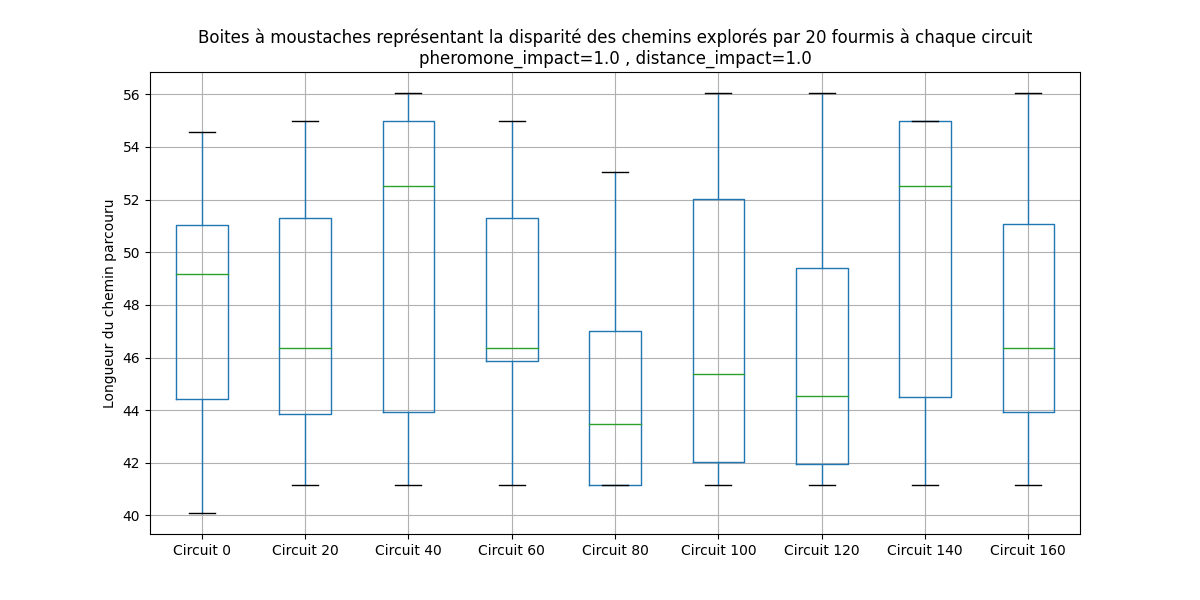 Boites à moustaches représentant la disparité des chemins explorés par 20 fourmis à chaque circuit
pheromone_impact=1.0 , distance_impact=1.0
Longueur du chemin parcouru
56
54
52
50
48
46
44
42
40
Circuit 0 Circuit 20 Circuit 40 Circuit 60 Circuit 80 Circuit 100 Circuit 120 Circuit 140 Circuit 160